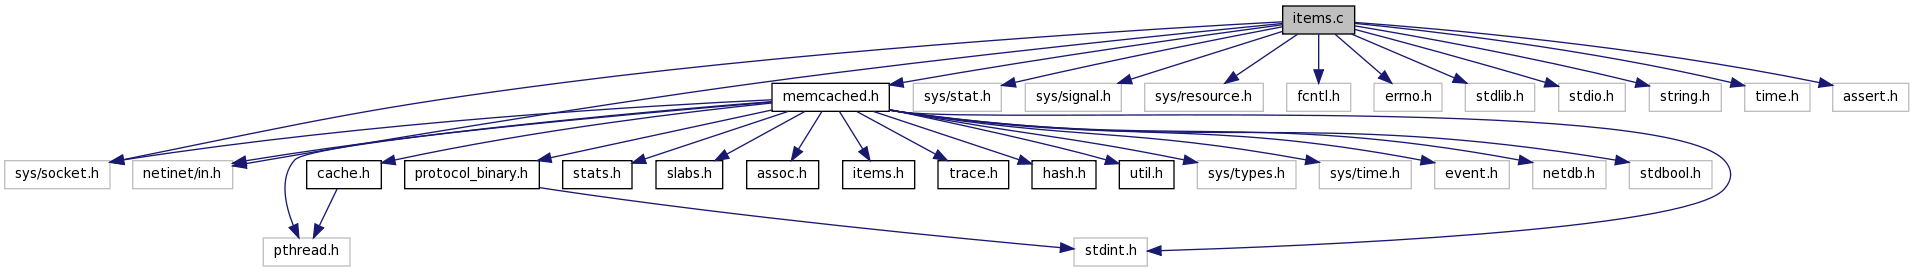 items.c
memcached.h
sys/stat.h
sys/signal.h
sys/resource.h
fcntl.h
errno.h
stdlib.h
stdio.h
string.h
time.h
assert.h
sys/socket.h
netinet/in.h
cache.h
protocol_binary.h
stats.h
slabs.h
assoc.h
items.h
trace.h
hash.h
util.h
sys/types.h
sys/time.h
event.h
netdb.h
stdbool.h
pthread.h
stdint.h